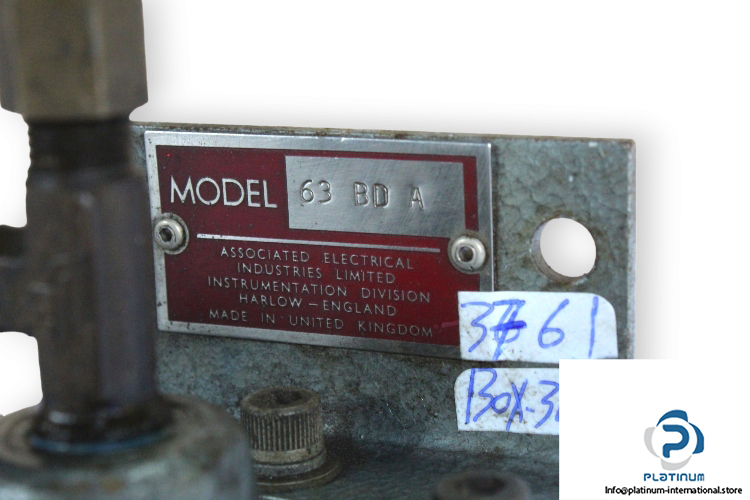 MODEL 63 BD A
ASSOCIATED ELECTRICAL
INDUSTRIES LIMITED
INSTRUMENTATION DIVISION
HARLOW - ENGLAND
MADE IN UNITED KINGDOM
61
PLATINUM
Info@platinum-international.store